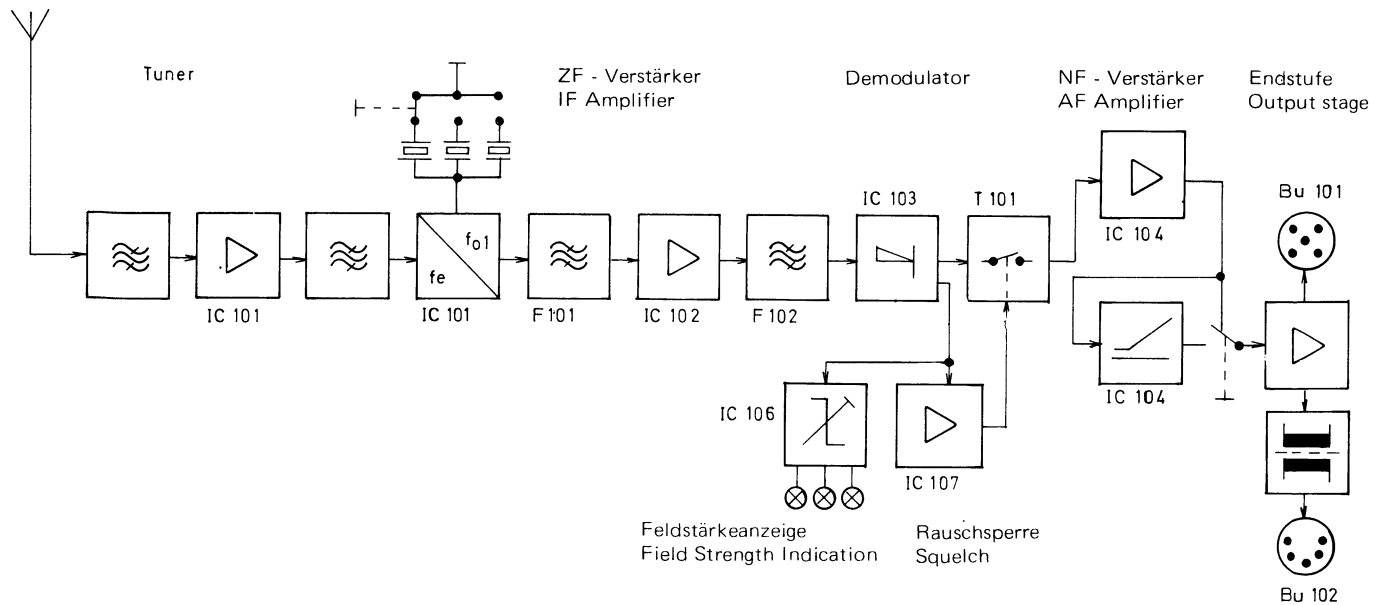 Tuner
ZF - Verstärker
IF Amplifier
Demodulator
NF - Verstärker
AF Amplifier
Endstufe
Output stage
IC 103
T 101
Bu 101
fo1
fe
IC 104
IC 101
IC 101
F 101
IC 102
F 102
IC 104
IC 106
IC 107
Feldstärkeanzeige
Field Strength Indication
Rauschsperre
Squelch
Bu 102